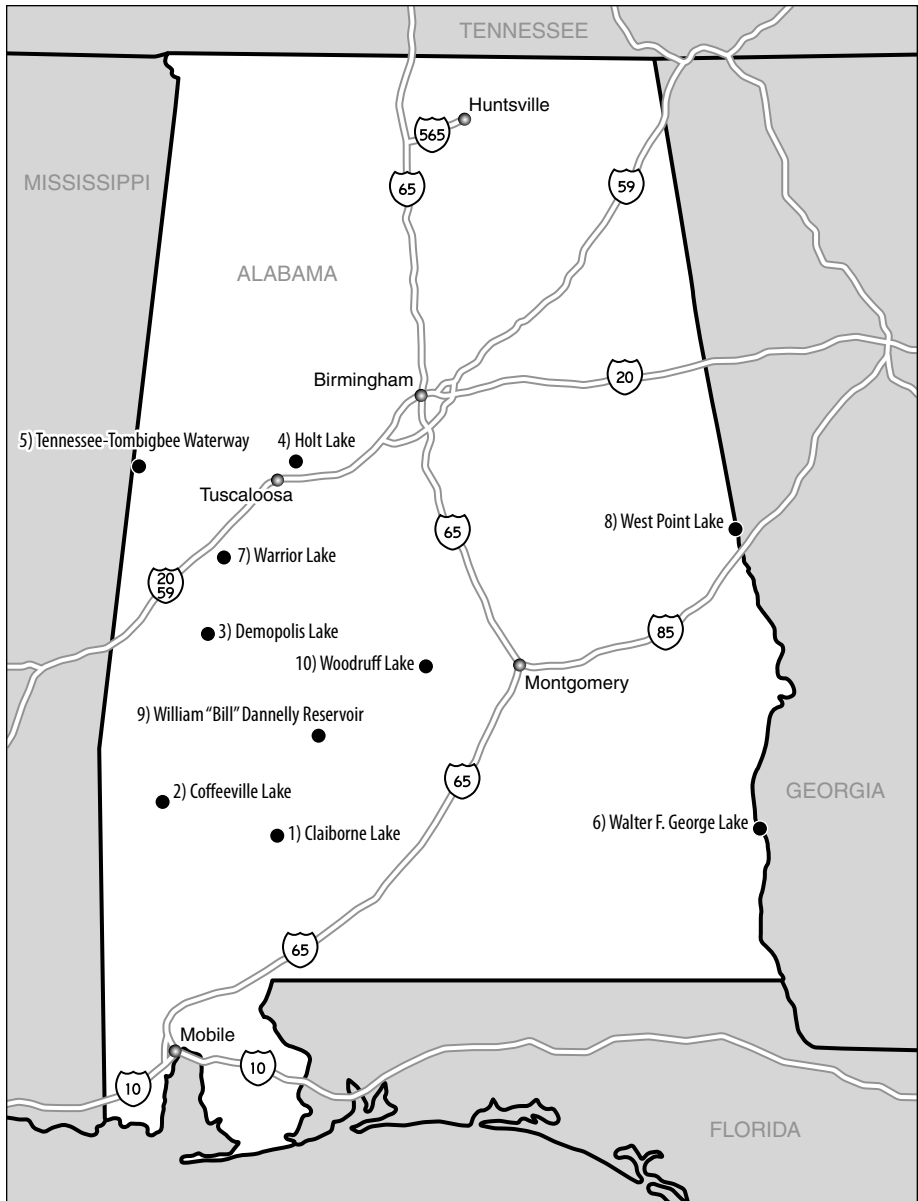 TENNESSEE
Huntsville
565
MISSISSIPPI
65
59
ALABAMA
Birmingham
20
5) Tennessee-Tombigbee Waterway
4) Holt Lake
Tuscaloosa
8) West Point Lake
65
7) Warrior Lake
20
59
3) Demopolis Lake
85
10) Woodruff Lake
Montgomery
9) William "Bill" Dannelly Reservoir
65
2) Coffeeville Lake
GEORGIA
6) Walter F. George Lake
1) Claiborne Lake
65
Mobile
10
10
FLORIDA